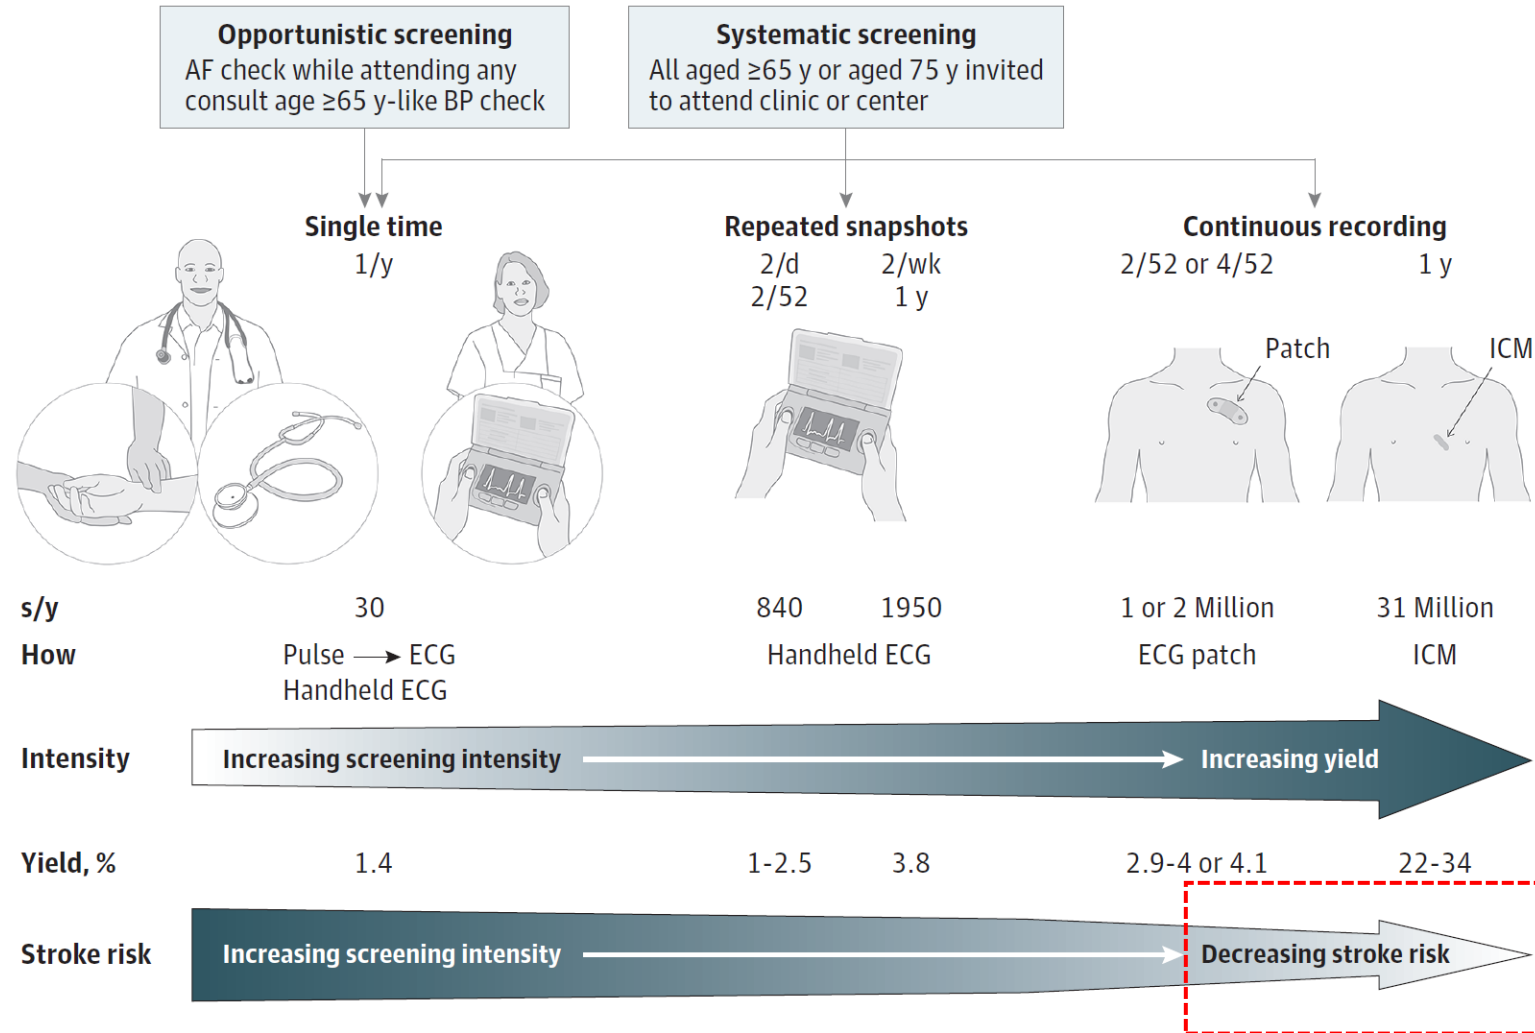 Opportunistic screening
AF check while attending any
consult age ≥65 y-like BP check
Systematic screening
All aged ≥65 y or aged 75 y invited
to attend clinic or center
Single time
1/y
Repeated snapshots
2/d 2/wk
2/52 1 y
Continuous recording
2/52 or 4/52 1 y
Patch
ICM
s/y 30 840 1950 1 or 2 Million 31 Million
How Pulse → ECG Handheld ECG ECG patch ICM
Handheld ECG
Intensity Increasing screening intensity → Increasing yield
Yield, % 1.4 1-2.5 3.8 2.9-4 or 4.1 22-34
Stroke risk Increasing screening intensity → Decreasing stroke risk